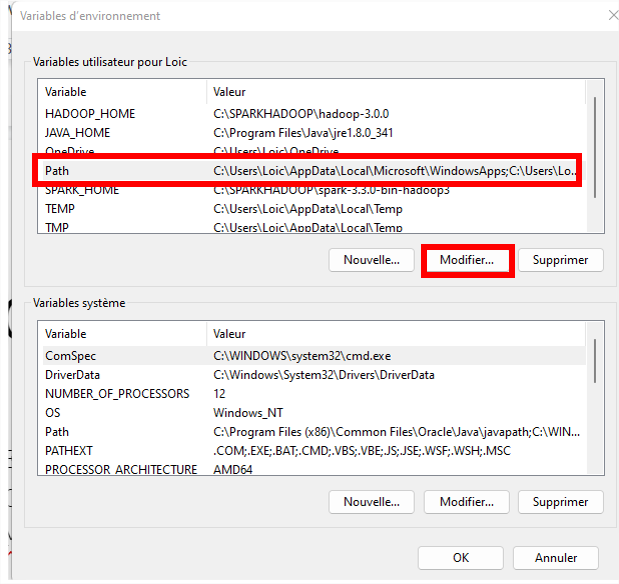 Variables d'environnement
Variables utilisateur pour Loic
Variable Valeur
HADOOP_HOME C:\SPARKHADOOP\hadoop-3.0.0
JAVA_HOME C:\Program Files\Java\jre1.8.0_341
OneDrive C:\Users\Loic\OneDrive
Path C:\Users\Loic\AppData\Local\Microsoft\WindowsApps;C:\Users\Lo...
SPARK_HOME C:\SPARKHADOOP\spark-3.3.0-bin-hadoop3
TEMP C:\Users\Loic\AppData\Local\Temp
TMP C:\Users\Loic\AppData\Local\Temp
Nouvelle... Modifier... Supprimer
Variables système
Variable Valeur
ComSpec C:\WINDOWS\system32\cmd.exe
DriverData C:\Windows\System32\Drivers\DriverData
NUMBER_OF_PROCESSORS 12
OS Windows_NT
Path C:\Program Files (x86)\Common Files\Oracle\Java\javapath;C:\WIN...
PATHEXT .COM;.EXE;.BAT;.CMD;.VBS;.VBE;.JS;.JSE;.WSF;.WSH;.MSC
PROCESSOR_ARCHITECTURE AMD64
Nouvelle... Modifier... Supprimer
OK Annuler